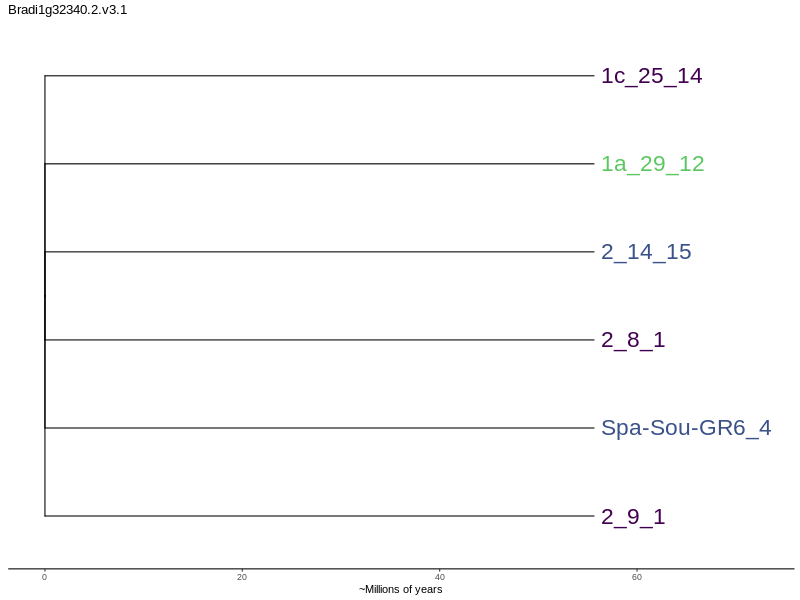 Bradi1g32340.2.v3.1
1c_25_14
1a_29_12
2_14_15
2_8_1
Spa-Sou-GR6_4
2_9_1
0 20 40 60
~Millions of years